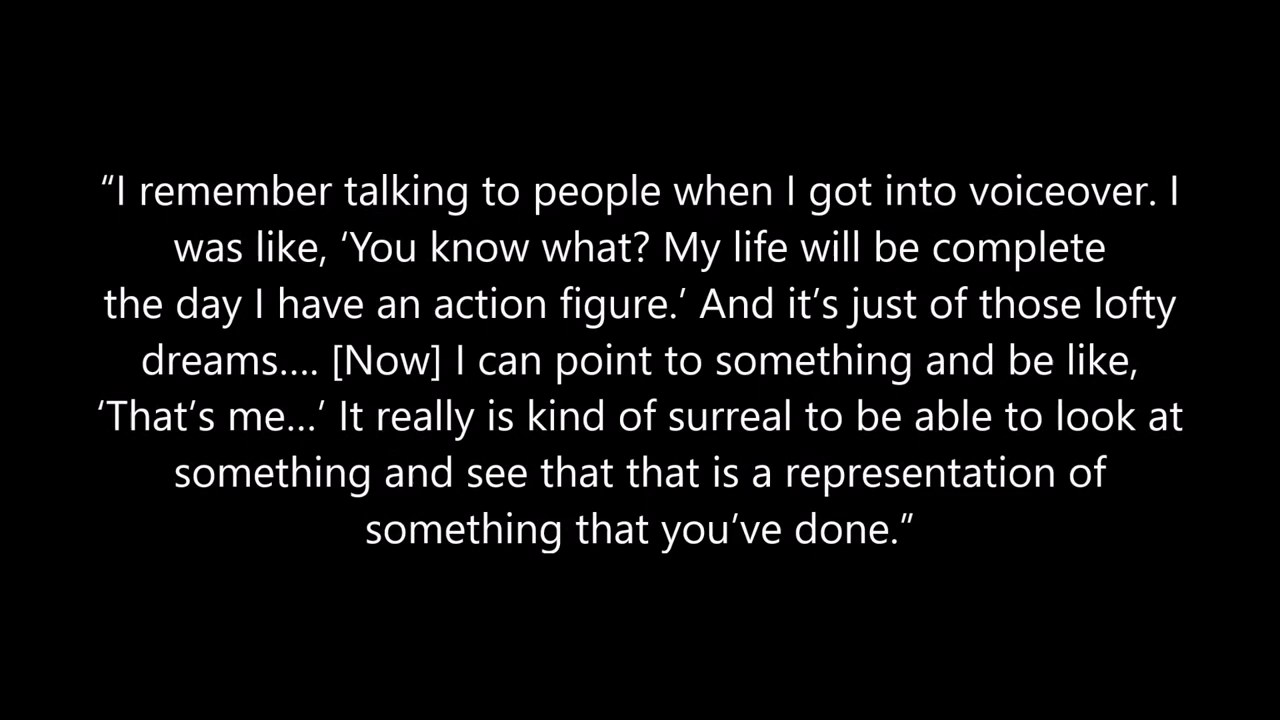 “I remember talking to people when I got into voiceover. I
was like, ‘You know what? My life will be complete
the day I have an action figure.’ And it’s just of those lofty
dreams…. [Now] I can point to something and be like,
‘That’s me…’ It really is kind of surreal to be able to look at
something and see that that is a representation of
something that you’ve done.”